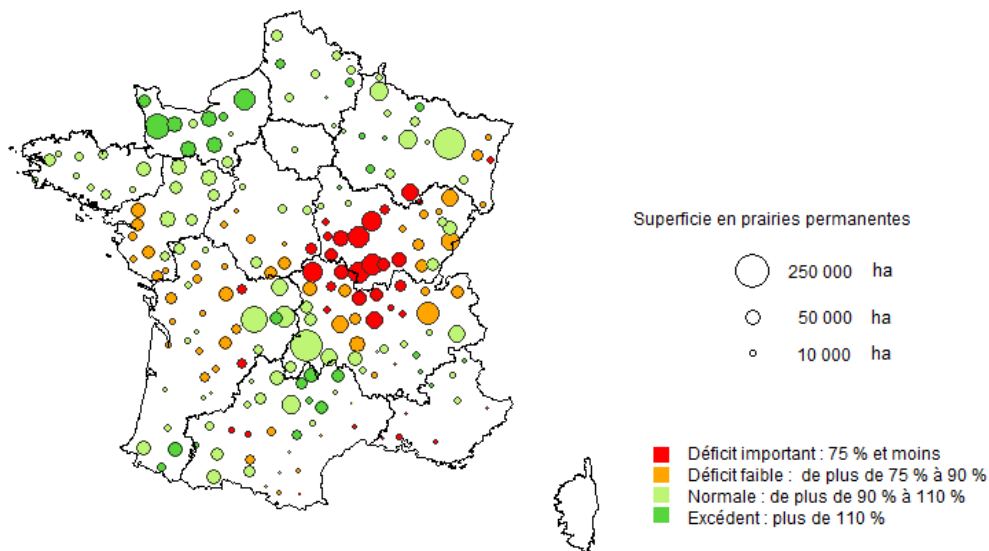 Superficie en prairies permanentes
250 000 ha
50 000 ha
10 000 ha
Déficit important : 75 % et moins
Déficit faible : de plus de 75 % à 90 %
Normale : de plus de 90 % à 110 %
Excédent : plus de 110 %